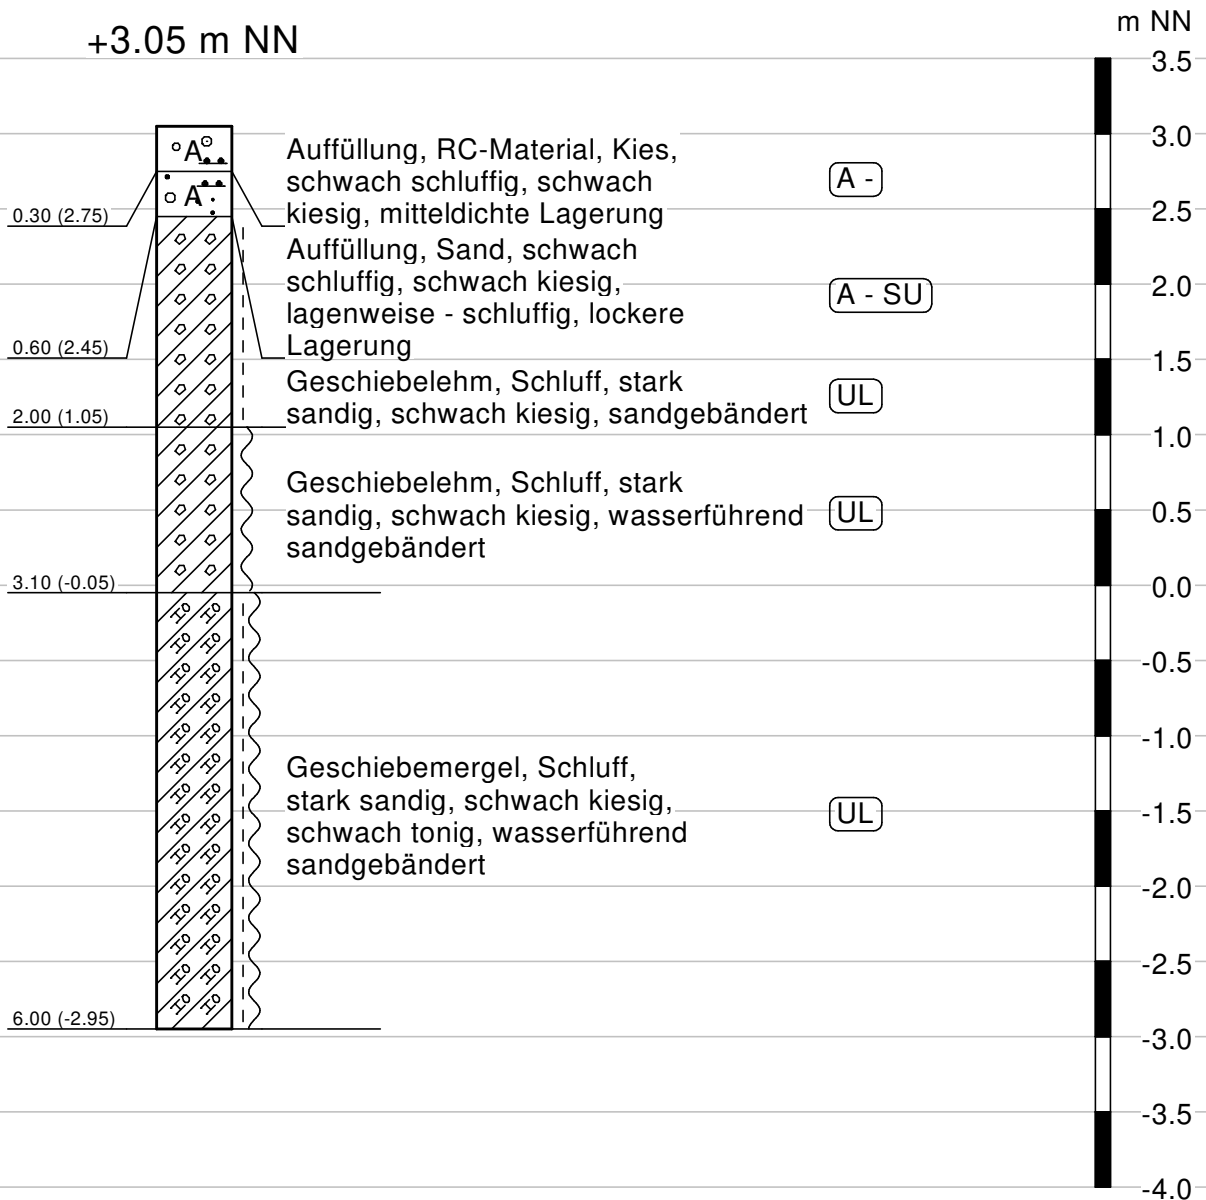 m NN
+3.05 m NN
3.5
3.0
A
Auffüllung, RC-Material, Kies,
schwach schluffig, schwach
kiesig, mitteldichte Lagerung
A -
A
0.30 (2.75)
2.5
Auffüllung, Sand, schwach
schluffig, schwach kiesig,
lagenweise - schluffig, lockere
Lagerung
A - SU
2.0
0.60 (2.45)
1.5
Geschiebelehm, Schluff, stark
sandig, schwach kiesig, sandgebändert
UL
2.00 (1.05)
1.0
Geschiebelehm, Schluff, stark
sandig, schwach kiesig, wasserführend
sandgebändert
UL
0.5
3.10 (-0.05)
0.0
-0.5
-1.0
Geschiebemergel, Schluff,
stark sandig, schwach kiesig,
schwach tonig, wasserführend
sandgebändert
UL
-1.5
-2.0
-2.5
6.00 (-2.95)
-3.0
-3.5
-4.0